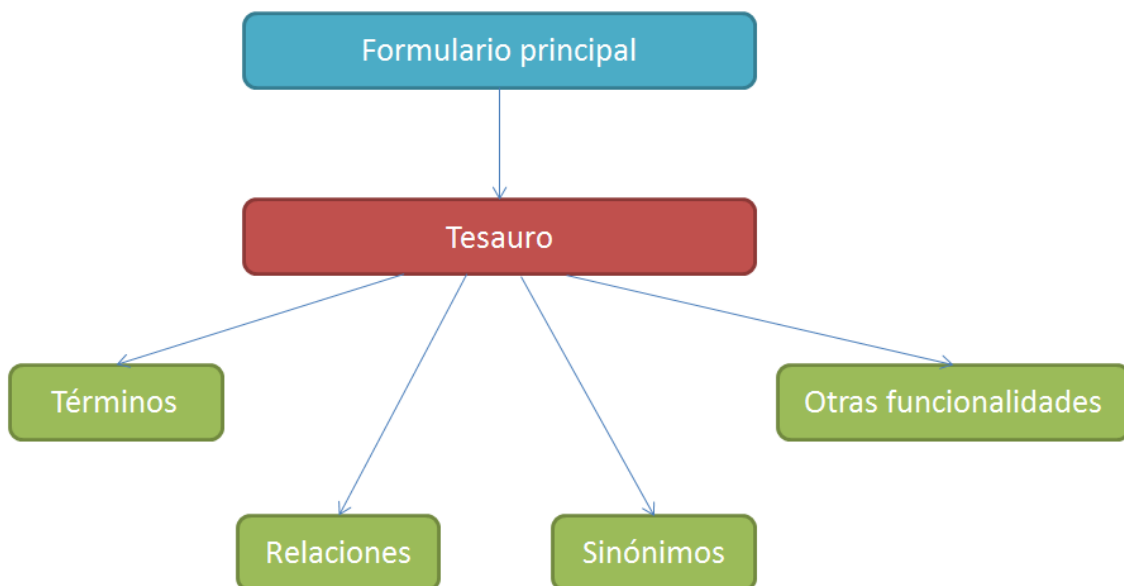 Formulario principal
Tesauro
Términos
Otras funcionalidades
Relaciones
Sinónimos